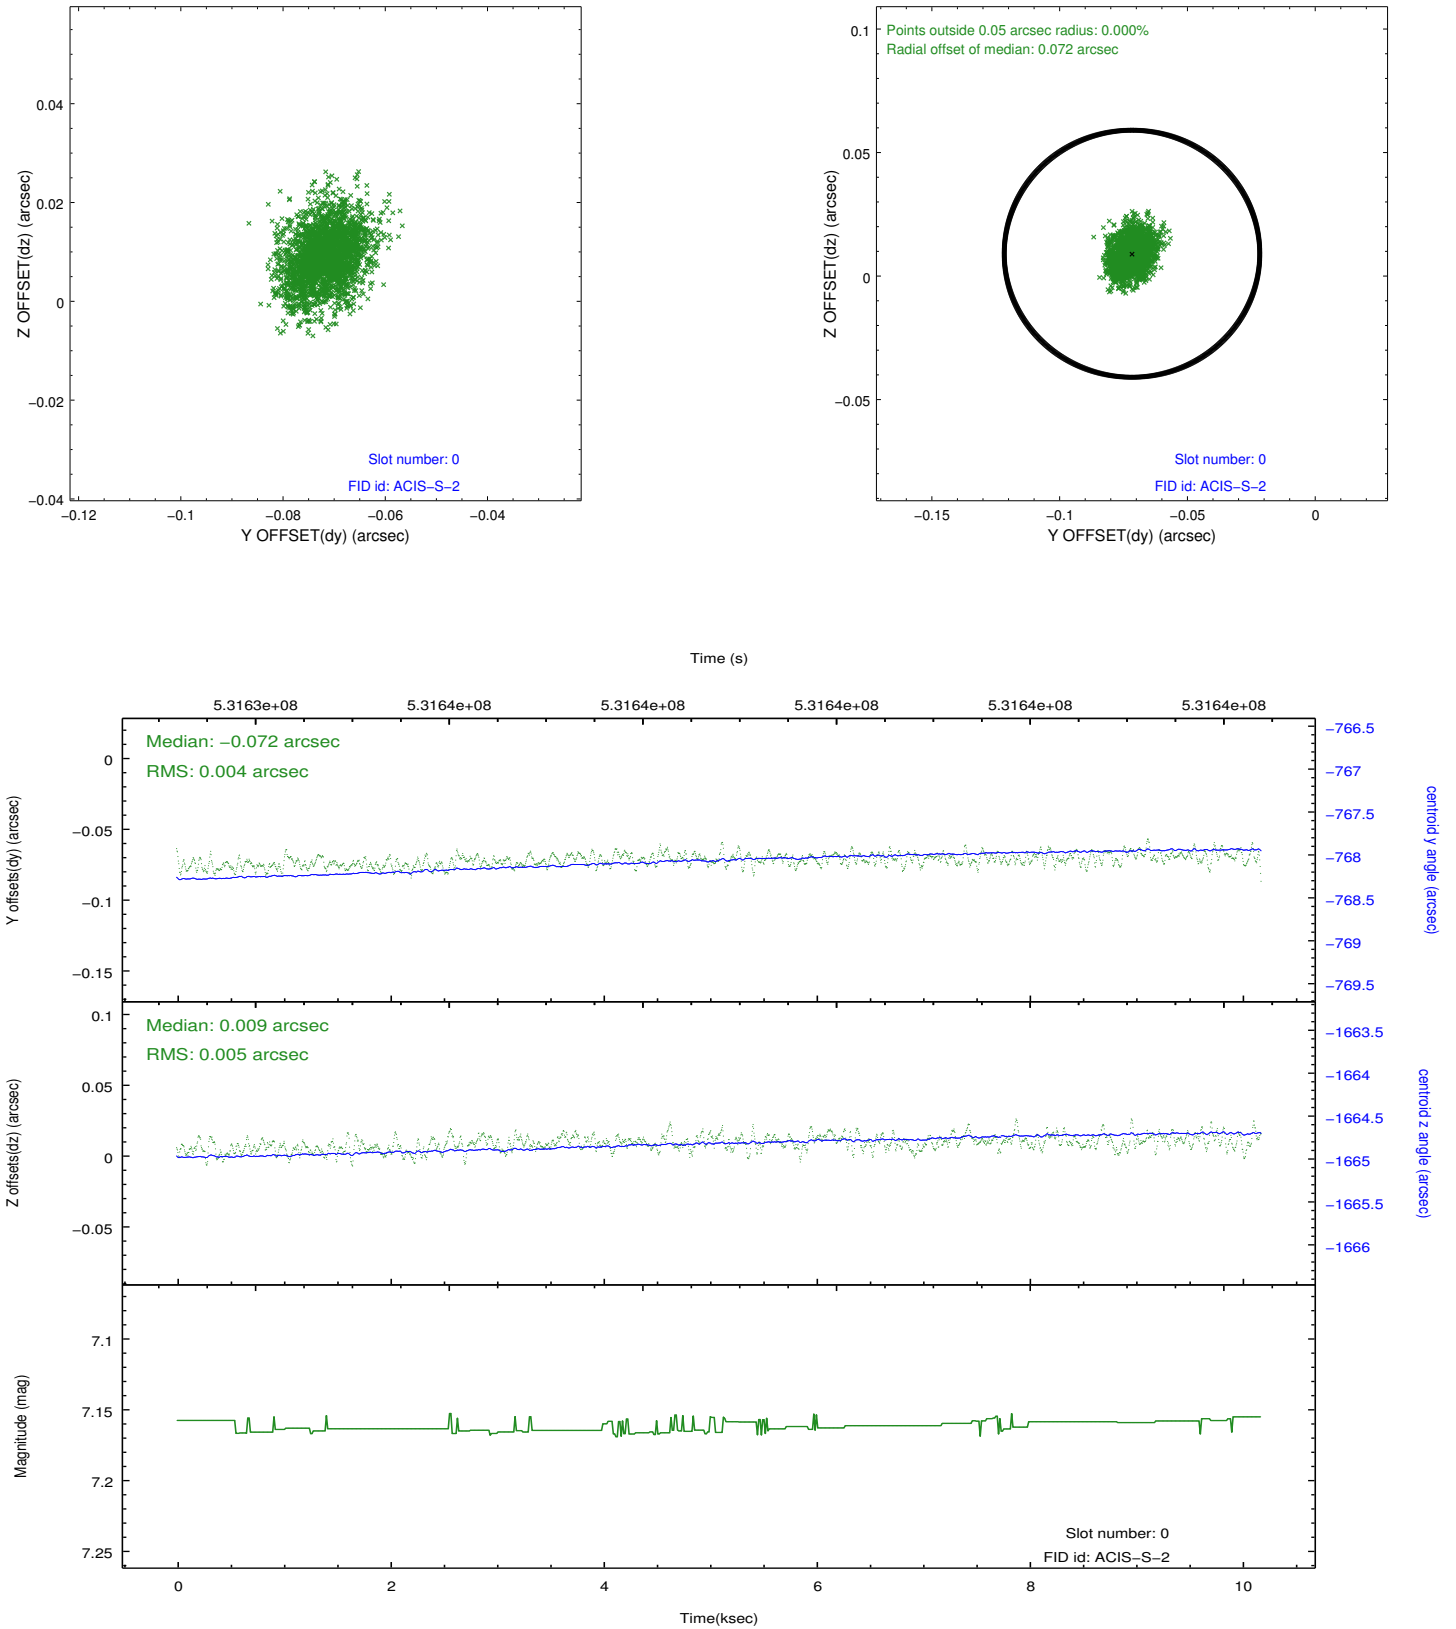 0.04
0.02
0
−0.02
−0.04
Z OFFSET(dz) (arcsec)
Slot number: 0
FID id: ACIS−S−2
−0.12 −0.1 −0.08 −0.06 −0.04
Y OFFSET(dy) (arcsec)
Points outside 0.05 arcsec radius: 0.000%
Radial offset of median: 0.072 arcsec
0.1
0.05
0
−0.05
Z OFFSET(dz) (arcsec)
Slot number: 0
FID id: ACIS−S−2
−0.15 −0.1 −0.05 0
Y OFFSET(dy) (arcsec)
Time (s)
5.3163e+08 5.3164e+08 5.3164e+08 5.3164e+08 5.3164e+08 5.3164e+08
Median: −0.072 arcsec
RMS: 0.004 arcsec
0
−0.05
−0.1
−0.15
Y offsets(dy) (arcsec)
−766.5
−767
−767.5
−768
−768.5
−769
−769.5
centroid y angle (arcsec)
Median: 0.009 arcsec
RMS: 0.005 arcsec
0.1
0.05
0
−0.05
Z offsets(dz) (arcsec)
−1663.5
−1664
−1664.5
−1665
−1665.5
−1666
centroid z angle (arcsec)
7.1
7.15
7.2
7.25
Magnitude (mag)
Slot number: 0
FID id: ACIS−S−2
0 2 4 6 8 10
Time(ksec)